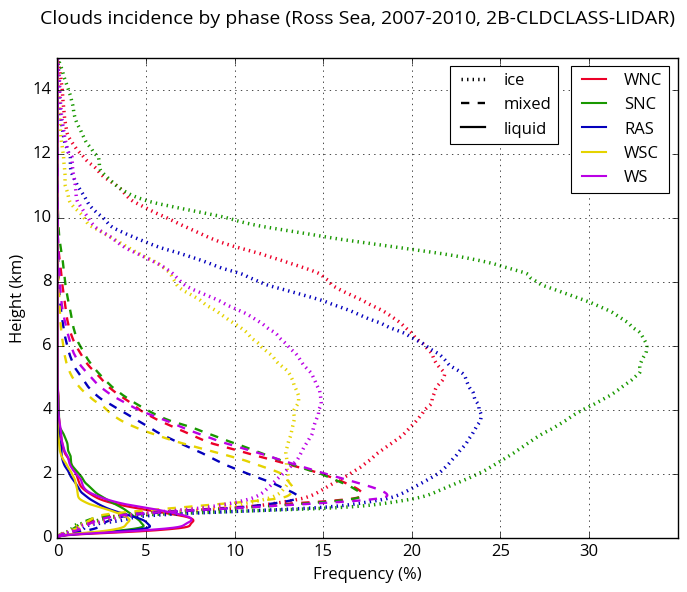 Clouds incidence by phase (Ross Sea, 2007-2010, 2B-CLDCLASS-LIDAR)
ice
mixed
liquid
WNC
SNC
RAS
WSC
WS
14
12
10
8
6
4
2
0
Height (km)
0 5 10 15 20 25 30
Frequency (%)